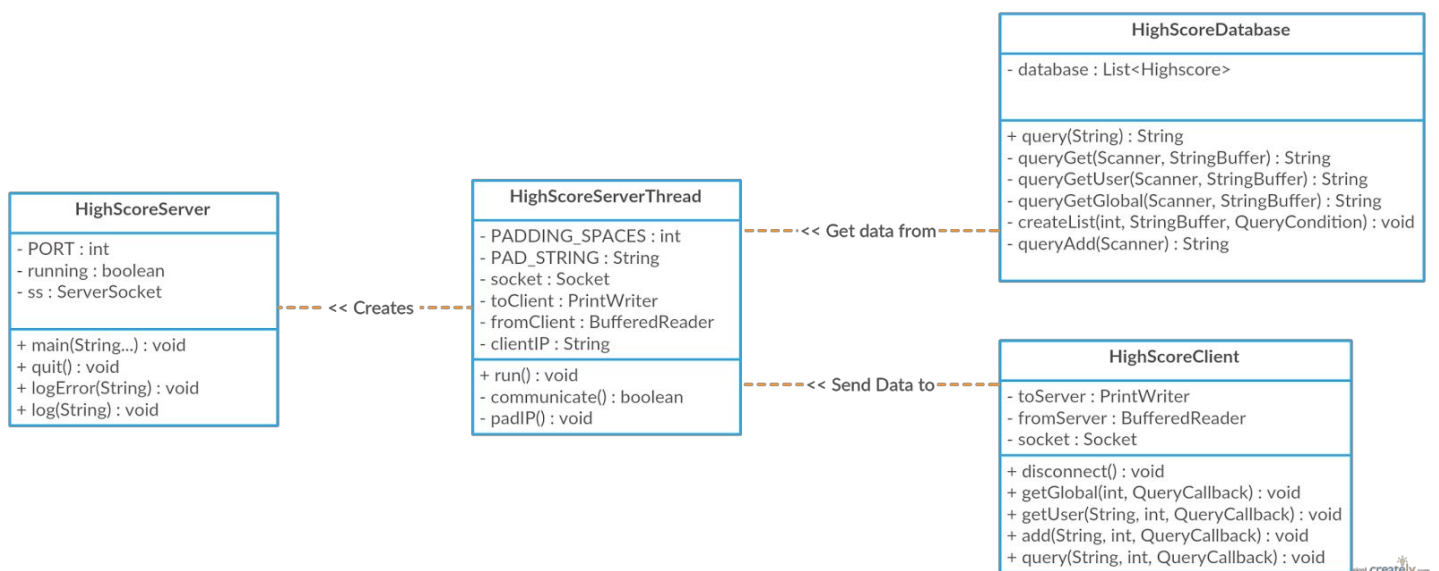 HighScoreServer
- PORT : int
- running : boolean
- ss : ServerSocket
+ main(String...) : void
+ quit() : void
+ logError(String) : void
+ log(String) : void
<< Creates
HighScoreServerThread
- PADDING_SPACES : int
- PAD_STRING : String
- socket : Socket
- toClient : PrintWriter
- fromClient : BufferedReader
- clientIP : String
+ run() : void
- communicate() : boolean
- padIP() : void
<< Get data from
<< Send Data to
HighScoreDatabase
- database : List<Highscore>
+ query(String) : String
- queryGet(Scanner, StringBuffer) : String
- queryGetUser(Scanner, StringBuffer) : String
- queryGetGlobal(Scanner, StringBuffer) : String
- createList(int, StringBuffer, QueryCondition) : void
- queryAdd(Scanner) : String
HighScoreClient
- toServer : PrintWriter
- fromServer : BufferedReader
- socket : Socket
+ disconnect() : void
+ getGlobal(int, QueryCallback) : void
+ getUser(String, int, QueryCallback) : void
+ add(String, int, QueryCallback) : void
+ query(String, int, QueryCallback) : void
creately